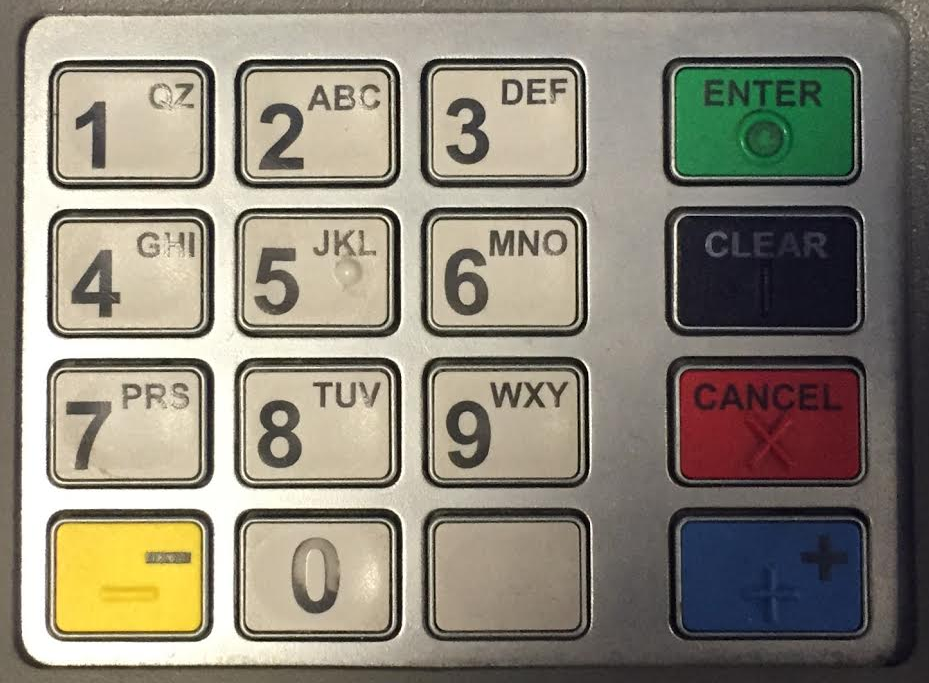 1 QZ 2 ABC 3 DEF ENTER
4 GHI 5 JKL 6 MNO CLEAR
7 PRS 8 TUV 9 WXY CANCEL
- 0 +